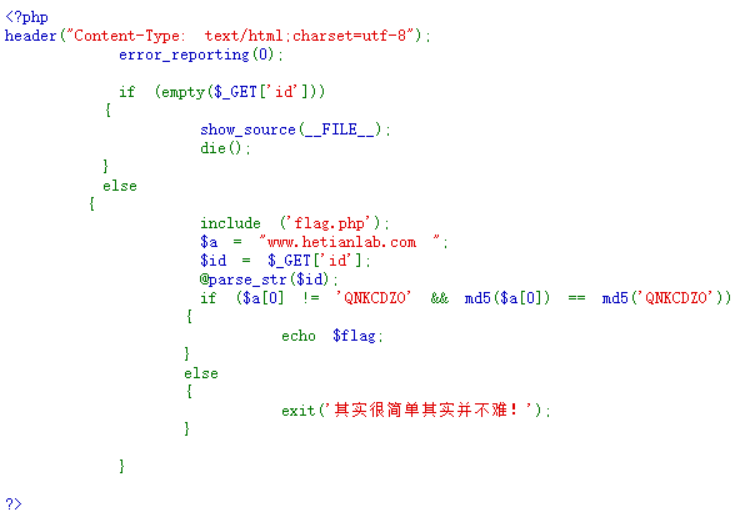 <?php
header("Content-Type: text/html;charset=utf-8");
error_reporting(0);
if (empty($_GET['id']))
{
show_source(__FILE__);
die();
}
else
{
include ('flag.php');
$a = "www.hetianlab.com ";
$id = $_GET['id'];
@parse_str($id);
if ($a[0] != 'QNKCDZO' && md5($a[0]) == md5('QNKCDZO'))
{
echo $flag;
}
else
{
exit('其实很简单其实并不难！');
}
}
?>